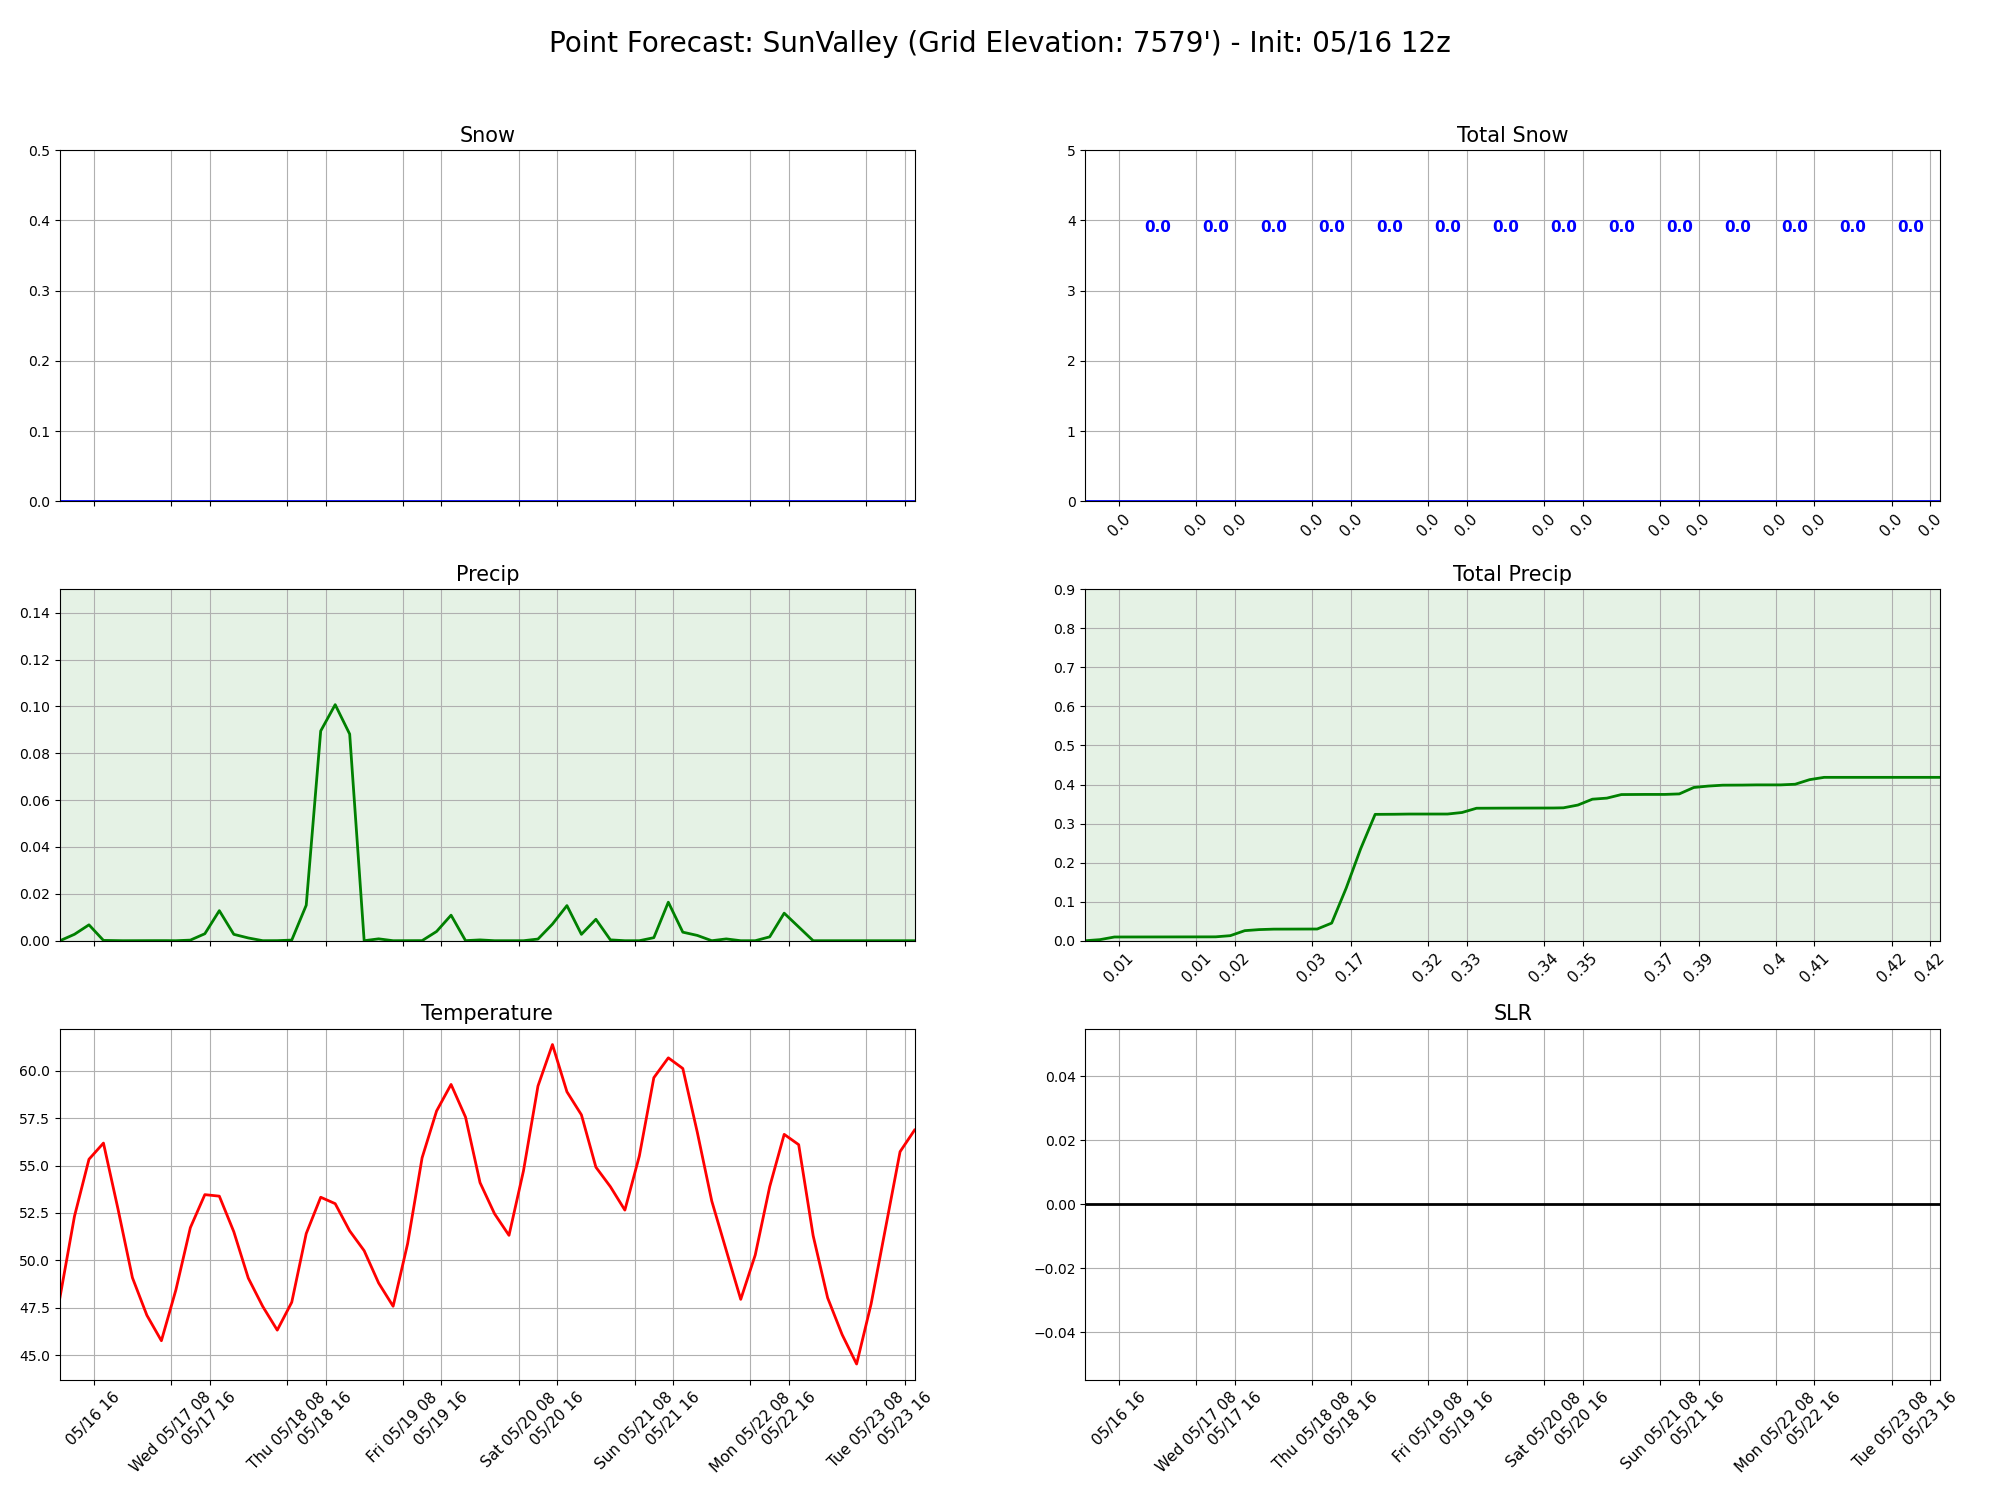 Point Forecast: SunValley (Grid Elevation: 7579') - Init: 05/16 12z
Snow
0.5
0.4
0.3
0.2
0.1
0.0
Total Snow
5
4
3
2
1
0
0.0 0.0 0.0 0.0 0.0 0.0 0.0 0.0 0.0 0.0 0.0 0.0 0.0 0.0
0.0 0.0 0.0 0.0 0.0 0.0 0.0 0.0 0.0 0.0 0.0 0.0 0.0 0.0 0.0
Precip
0.14
0.12
0.10
0.08
0.06
0.04
0.02
0.00
Total Precip
0.9
0.8
0.7
0.6
0.5
0.4
0.3
0.2
0.1
0.0
0.01 0.01 0.02 0.03 0.17 0.32 0.33 0.34 0.35 0.37 0.39 0.4 0.41 0.42 0.42
Temperature
60.0
57.5
55.0
52.5
50.0
47.5
45.0
05/16 16
Wed 05/17 08
05/17 16
Thu 05/18 08
05/18 16
Fri 05/19 08
05/19 16
Sat 05/20 08
05/20 16
Sun 05/21 08
05/21 16
Mon 05/22 08
05/22 16
Tue 05/23 08
05/23 16
SLR
0.04
0.02
0.00
−0.02
−0.04
05/16 16
Wed 05/17 08
05/17 16
Thu 05/18 08
05/18 16
Fri 05/19 08
05/19 16
Sat 05/20 08
05/20 16
Sun 05/21 08
05/21 16
Mon 05/22 08
05/22 16
Tue 05/23 08
05/23 16